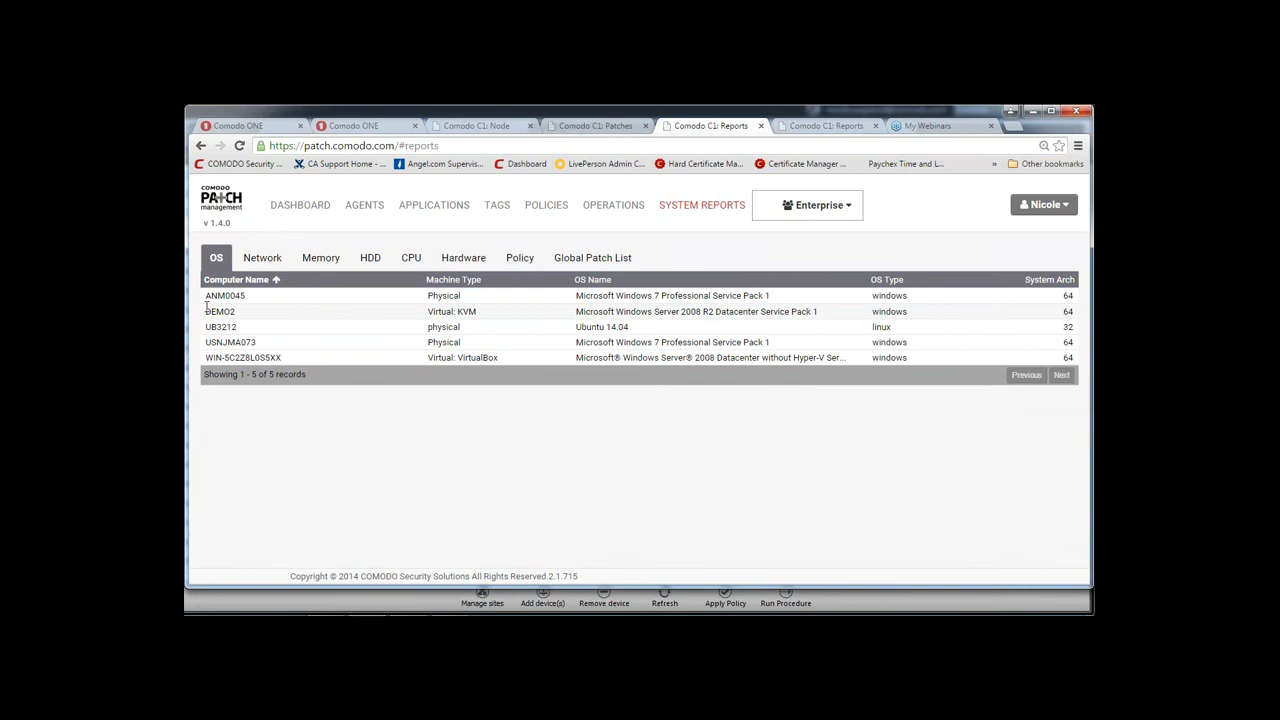 Comodo ONE
Comodo ONE
Comodo C1: Node
Comodo C1: Patches
Comodo C1: Reports
Comodo C1: Reports
My Webinars
https://patch.comodo.com/#reports
COMODO Security ...
CA Support Home - ...
Angel.com Supervis...
Dashboard
LivePerson Admin C...
Hard Certificate Ma...
Certificate Manager ...
Paychex Time and L...
»
Other bookmarks
COMODO
PATCH
management
v 1.4.0
DASHBOARD
AGENTS
APPLICATIONS
TAGS
POLICIES
OPERATIONS
SYSTEM REPORTS
Enterprise
Nicole
OS
Network
Memory
HDD
CPU
Hardware
Policy
Global Patch List
Computer Name Machine Type OS Name OS Type System Arch
ANM0045 Physical Microsoft Windows 7 Professional Service Pack 1 windows 64
DEMO2 Virtual: KVM Microsoft Windows Server 2008 R2 Datacenter Service Pack 1 windows 64
UB3212 physical Ubuntu 14.04 linux 32
USNJMA073 Physical Microsoft Windows 7 Professional Service Pack 1 windows 64
WIN-5C2Z8L0S5XX Virtual: VirtualBox Microsoft® Windows Server® 2008 Datacenter without Hyper-V Ser... windows 64
Showing 1 - 5 of 5 records
Previous
Next
Copyright © 2014 COMODO Security Solutions All Rights Reserved.2.1.715
Manage sites
Add device(s)
Remove device
Refresh
Apply Policy
Run Procedure